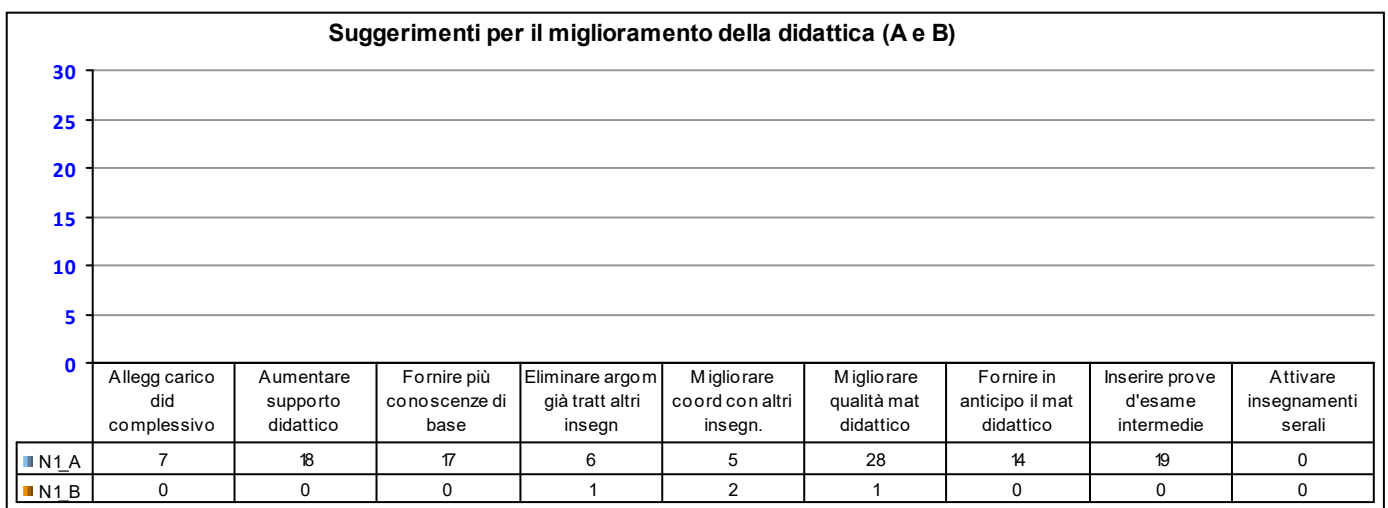 Suggerimenti per il miglioramento della didattica (A e B)
30
25
20
15
10
5
0
Allegg carico did complessivo
Aumentare supporto didattico
Fornire più conoscenze di base
Eliminare argom già tratt altri insegn
Migliorare coord con altri insegn.
Migliorare qualità mat didattico
Fornire in anticipo il mat didattico
Inserire prove d'esame intermedie
Attivare insegnamenti serali
N1_A 7 18 17 6 5 28 14 19 0
N1_B 0 0 0 1 2 1 0 0 0